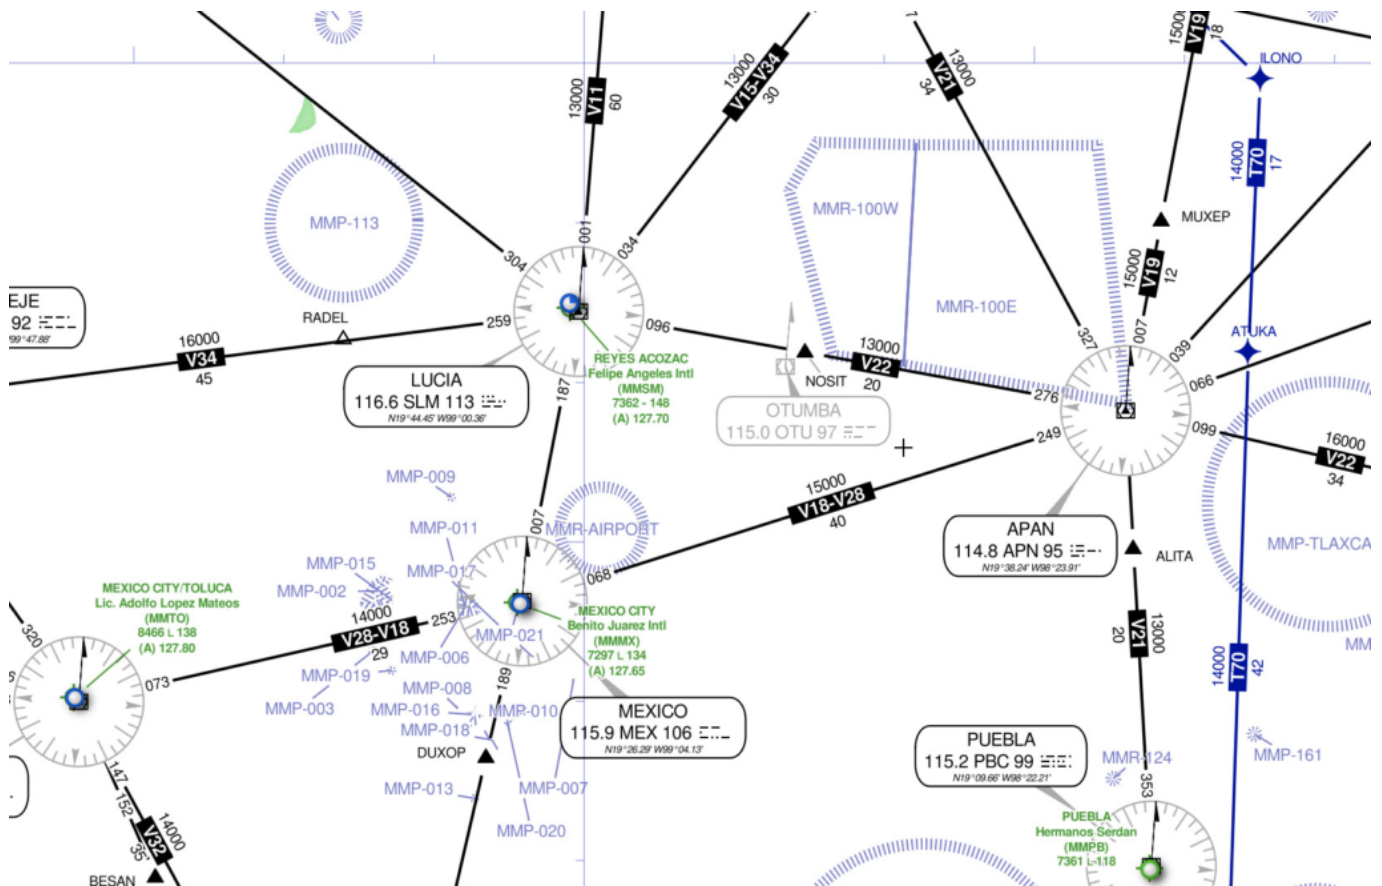 13000
V11
60
13000
V15-V34
30
13000
V21
34
15000
V19
18
ILONO
14000
T70
17
MMP-113
MMR-100W
MMR-100E
MUXEP
15000
V19
12
304
001
034
327
007
039
EJE
92
W99°47.88'
RADEL
259
16000
V34
45
096
ATUKA
066
REYES ACOZAC
Felipe Angeles Intl
(MMSM)
7362 - 148
(A) 127.70
LUCIA
116.6 SLM 113
N19°44.45' W99°00.36'
187
NOSIT
13000
V22
20
276
OTUMBA
115.0 OTU 97
249
099
16000
V22
34
MMP-009
MMP-011
MMP-015
MMP-017
MMP-002
007
MMR-AIRPORT
15000
V18-V28
40
068
APAN
114.8 APN 95
N19°38.24' W98°23.91'
ALITA
MMP-TLAXCA
MEXICO CITY/TOLUCA
Lic. Adolfo Lopez Mateos
(MMTO)
8466 L 138
(A) 127.80
14000
V28-V18
29
253
MMP-021
MMP-006
MEXICO CITY
Benito Juarez Intl
(MMMX)
7297 L 134
(A) 127.65
320
073
MMP-019
MMP-003
MMP-008
MMP-016
MMP-018
MMP-010
189
DUXOP
MMP-013
MMP-007
MMP-020
MEXICO
115.9 MEX 106
N19°26.29' W99°04.13'
13000
V21
20
14000
T70
42
MM
PUEBLA
115.2 PBC 99
N19°09.66' W98°22.21'
MMR-124
MMP-161
353
PUEBLA
Hermanos Serdan
(MMPB)
7361 L 118
147
152
14000
V32
35
BESAN